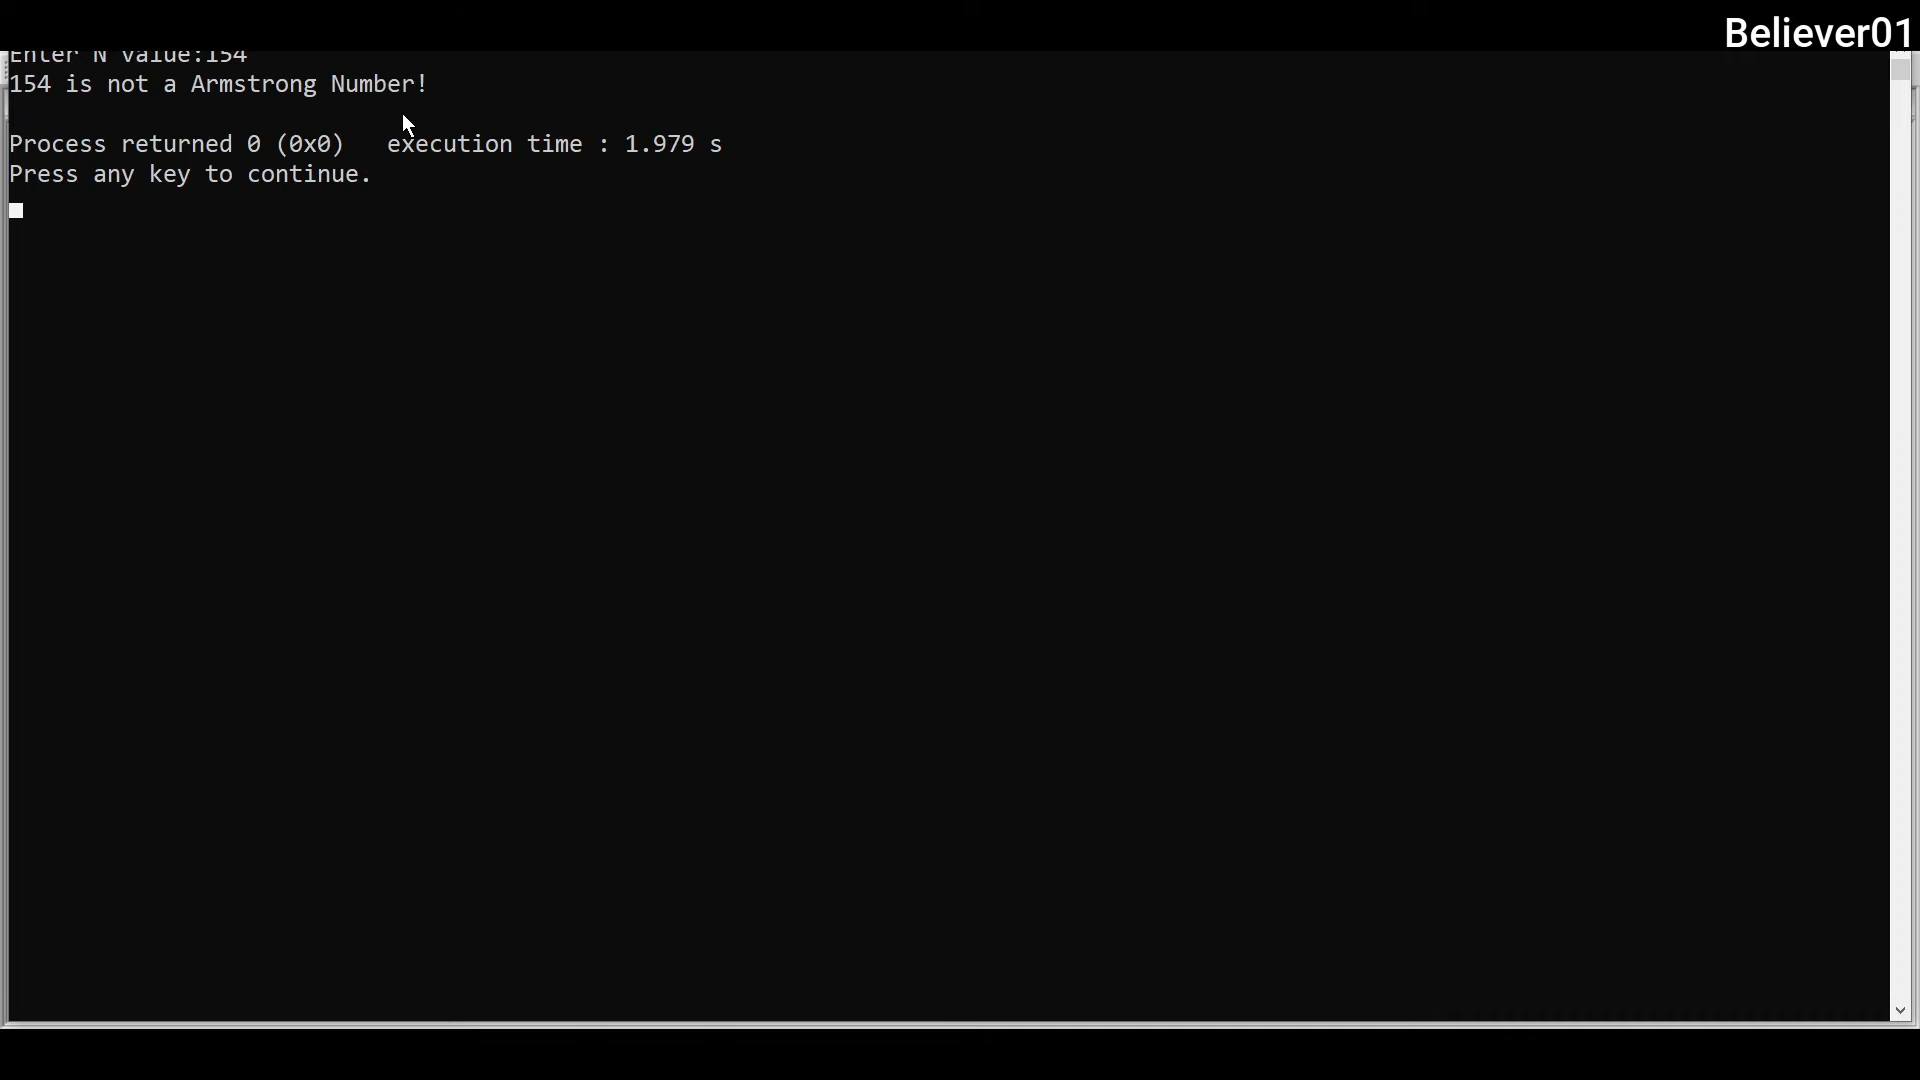 Believer01
Enter N Value:154
154 is not a Armstrong Number!
Process returned 0 (0x0)   execution time : 1.979 s
Press any key to continue.